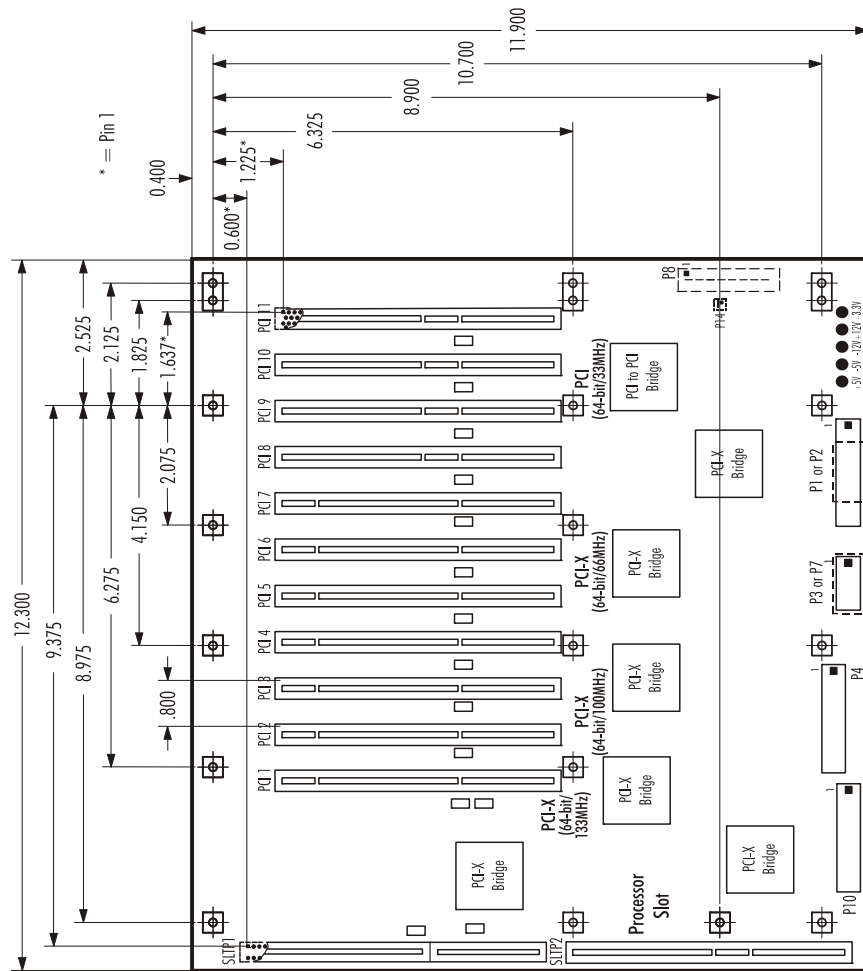 * = Pin 1
0.400
0.600*
1.225*
6.325
8.900
10.700
11.900
12.300
9.375
2.525
8.975
2.125
6.275
1.825
4.150
1.637*
.800
2.075
SLTP1
PCI 1
PCI 2
PCI 3
PCI 4
PCI 5
PCI 6
PCI 7
PCI 8
PCI 9
PCI 10
PCI 11
SLTP2
PCI-X
(64-bit/
133MHz)
PCI-X
(64-bit/100MHz)
PCI-X
(64-bit/66MHz)
PCI
(64-bit/33MHz)
PCI-X
Bridge
PCI-X
Bridge
PCI-X
Bridge
PCI-X
Bridge
PCI to PCI
Bridge
PCI-X
Bridge
PCI-X
Bridge
Processor
Slot
P8
1
P14
P10
1
P4
1
P3 or P7
1
P1 or P2
1
+5V
-5V
-12V
+12V
+3.3V